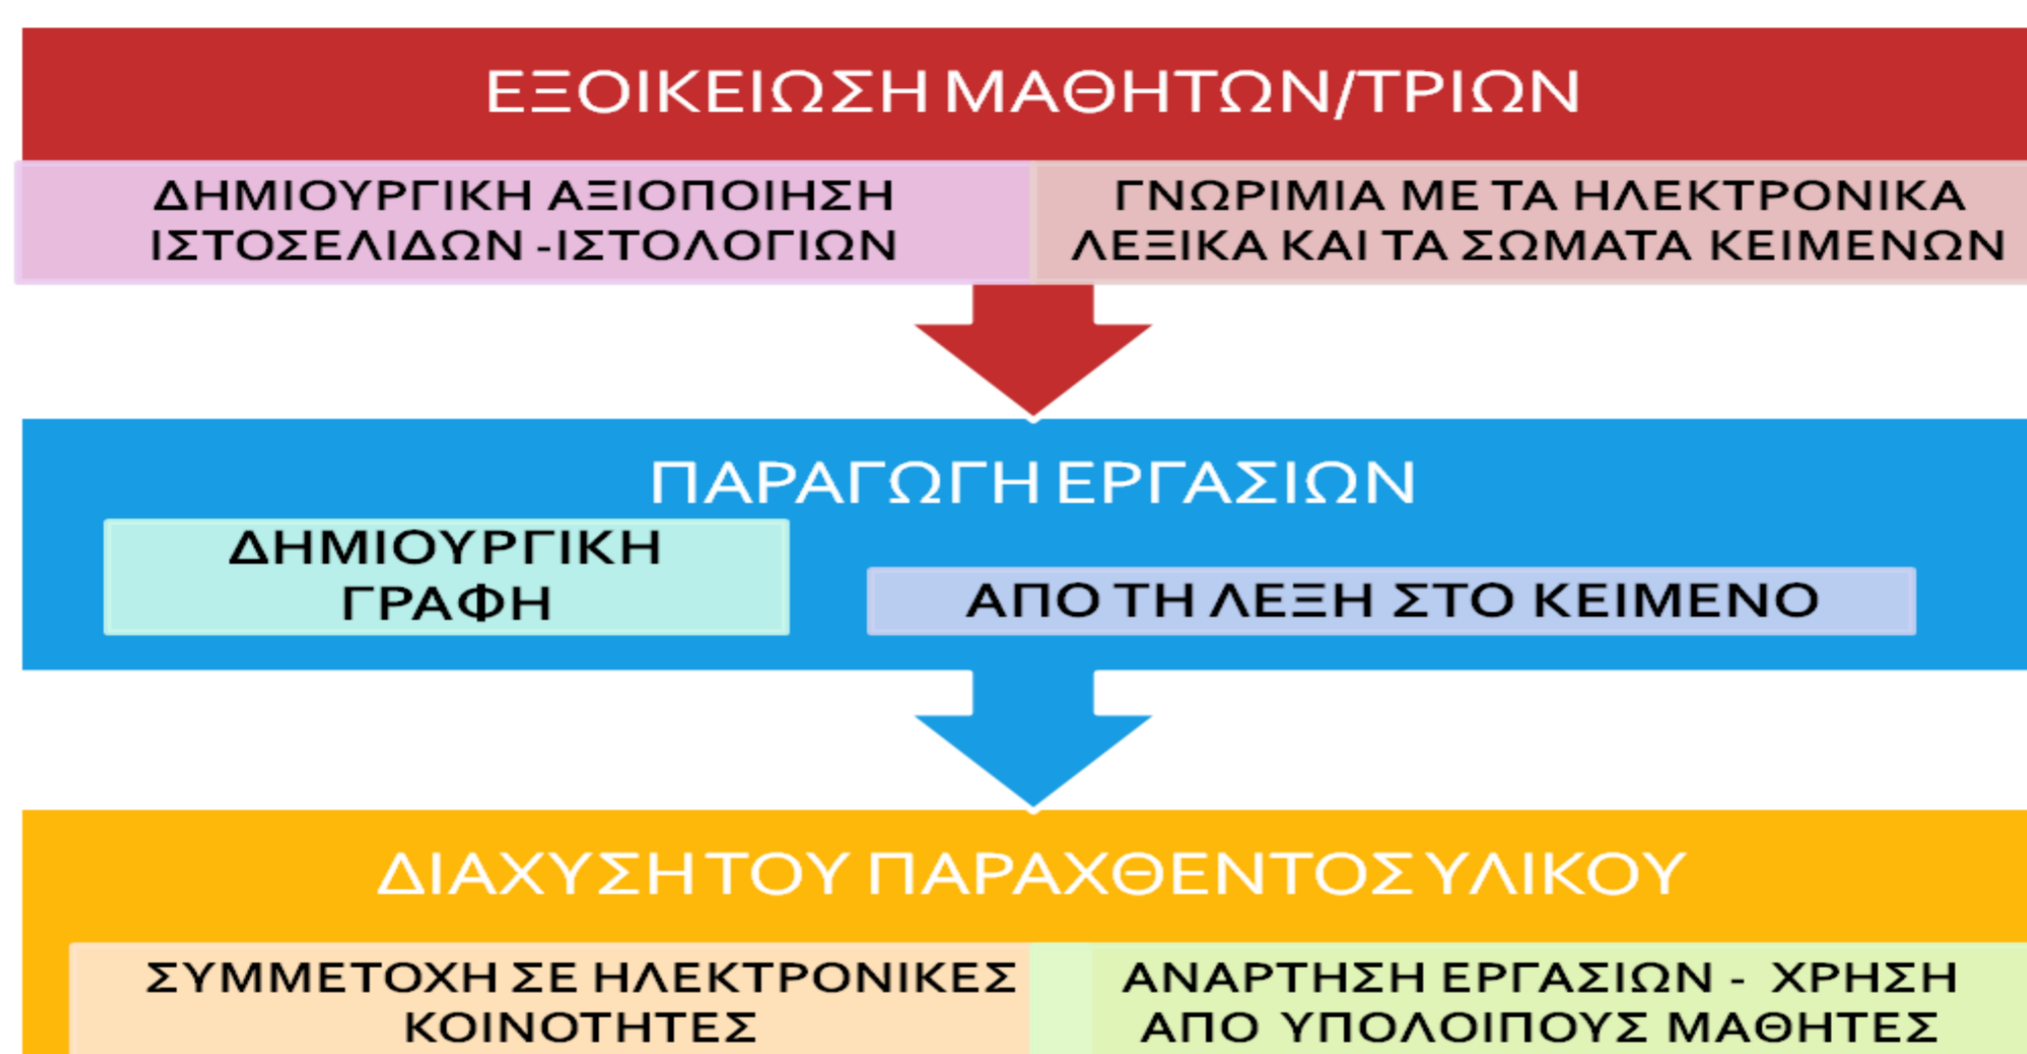 ΕΞΟΙΚΕΙΩΣΗ ΜΑΘΗΤΩΝ/ΤΡΙΩΝ
ΔΗΜΙΟΥΡΓΙΚΗ ΑΞΙΟΠΟΙΗΣΗ
ΙΣΤΟΣΕΛΙΔΩΝ -ΙΣΤΟΛΟΓΙΩΝ
ΓΝΩΡΙΜΙΑ ΜΕ ΤΑ ΗΛΕΚΤΡΟΝΙΚΑ
ΛΕΞΙΚΑ ΚΑΙ ΤΑ ΣΩΜΑΤΑ ΚΕΙΜΕΝΩΝ
ΠΑΡΑΓΩΓΗ ΕΡΓΑΣΙΩΝ
ΔΗΜΙΟΥΡΓΙΚΗ
ΓΡΑΦΗ
ΑΠΟ ΤΗ ΛΕΞΗ ΣΤΟ ΚΕΙΜΕΝΟ
ΔΙΑΧΥΣΗ ΤΟΥ ΠΑΡΑΧΘΕΝΤΟΣ ΥΛΙΚΟΥ
ΣΥΜΜΕΤΟΧΗ ΣΕ ΗΛΕΚΤΡΟΝΙΚΕΣ
ΚΟΙΝΟΤΗΤΕΣ
ΑΝΑΡΤΗΣΗ ΕΡΓΑΣΙΩΝ - ΧΡΗΣΗ
ΑΠΟ ΥΠΟΛΟΙΠΟΥΣ ΜΑΘΗΤΕΣ